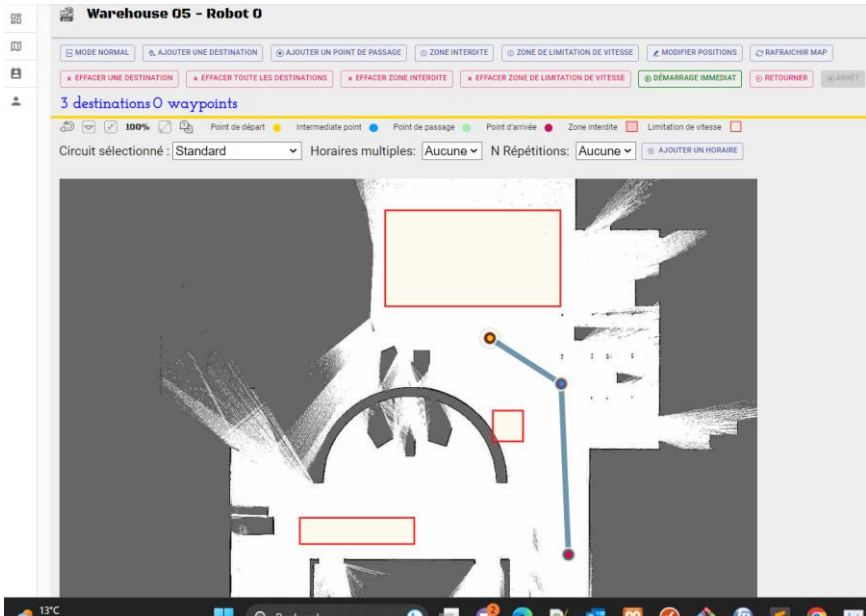 Warehouse 05 - Robot 0
MODE NORMAL AJOUTER UNE DESTINATION AJOUTER UN POINT DE PASSAGE ZONE INTERDITE ZONE DE LIMITATION DE VITESSE MODIFIER POSITIONS RAFRAICHIR MAP
EFFACER UNE DESTINATION EFFACER TOUTE LES DESTINATIONS EFFACER ZONE INTERDITE EFFACER ZONE DE LIMITATION DE VITESSE DÉMARRAGE IMMEDIAT RETOURNER ARRÊT
3 destinations 0 waypoints
100% Point de départ Intermediate point Point de passage Point d'arrivée Zone interdite Limitation de vitesse
Circuit sélectionné : Standard Horaires multiples: Aucune N Répétitions: Aucune AJOUTER UN HORAIRE
13°C
2